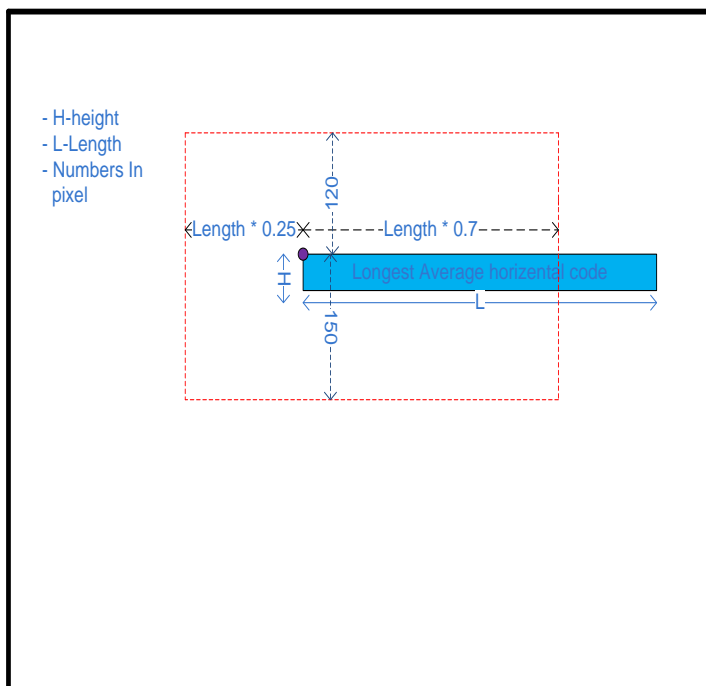 - H-height
- L-Length
- Numbers In
pixel
120
Length * 0.25
Length * 0.7
H
Longest Average horizental code
L
150